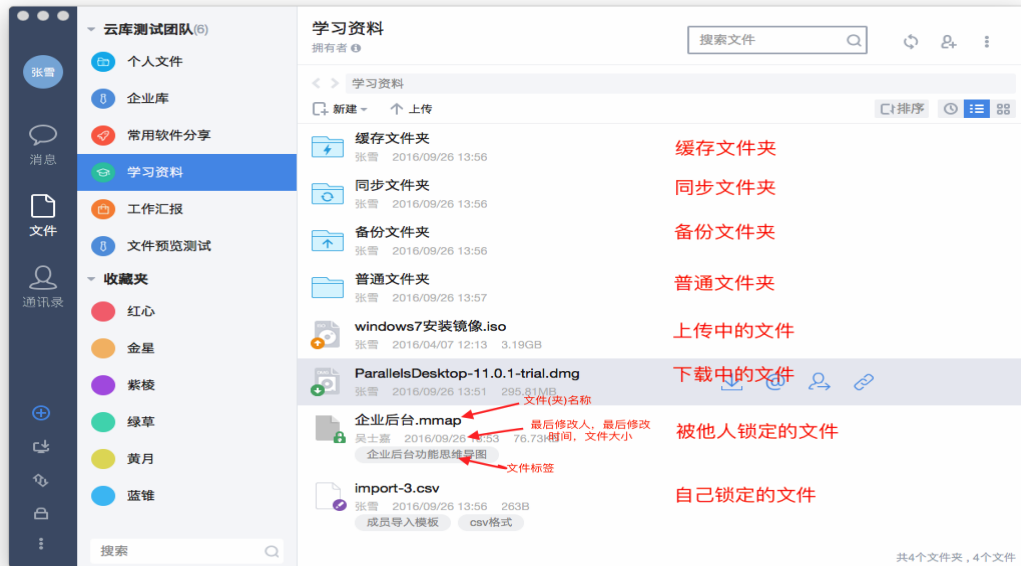 张雪
消息
文件
通讯录
云库测试团队(6)
个人文件
企业库
常用软件分享
学习资料
工作汇报
文件预览测试
收藏夹
红心
金星
紫棱
绿草
黄月
蓝锥
搜索
学习资料
拥有者
搜索文件
学习资料
新建
上传
排序
缓存文件夹
张雪 2016/09/26 13:56
缓存文件夹
同步文件夹
张雪 2016/09/26 13:56
同步文件夹
备份文件夹
张雪 2016/09/26 13:56
备份文件夹
普通文件夹
张雪 2016/09/26 13:57
普通文件夹
windows7安装镜像.iso
张雪 2016/04/07 12:13 3.19GB
上传中的文件
ParallelsDesktop-11.0.1-trial.dmg
张雪 2016/09/26 13:51 295.81MB
下载中的文件
文件(夹)名称
企业后台.mmap
吴士嘉 2016/09/26 13:53
最后修改人，最后修改
时间，文件大小
被他人锁定的文件
企业后台功能思维导图
文件标签
import-3.csv
张雪 2016/09/26 13:56 263B
成员导入模板 csv格式
自己锁定的文件
共4个文件夹，4个文件